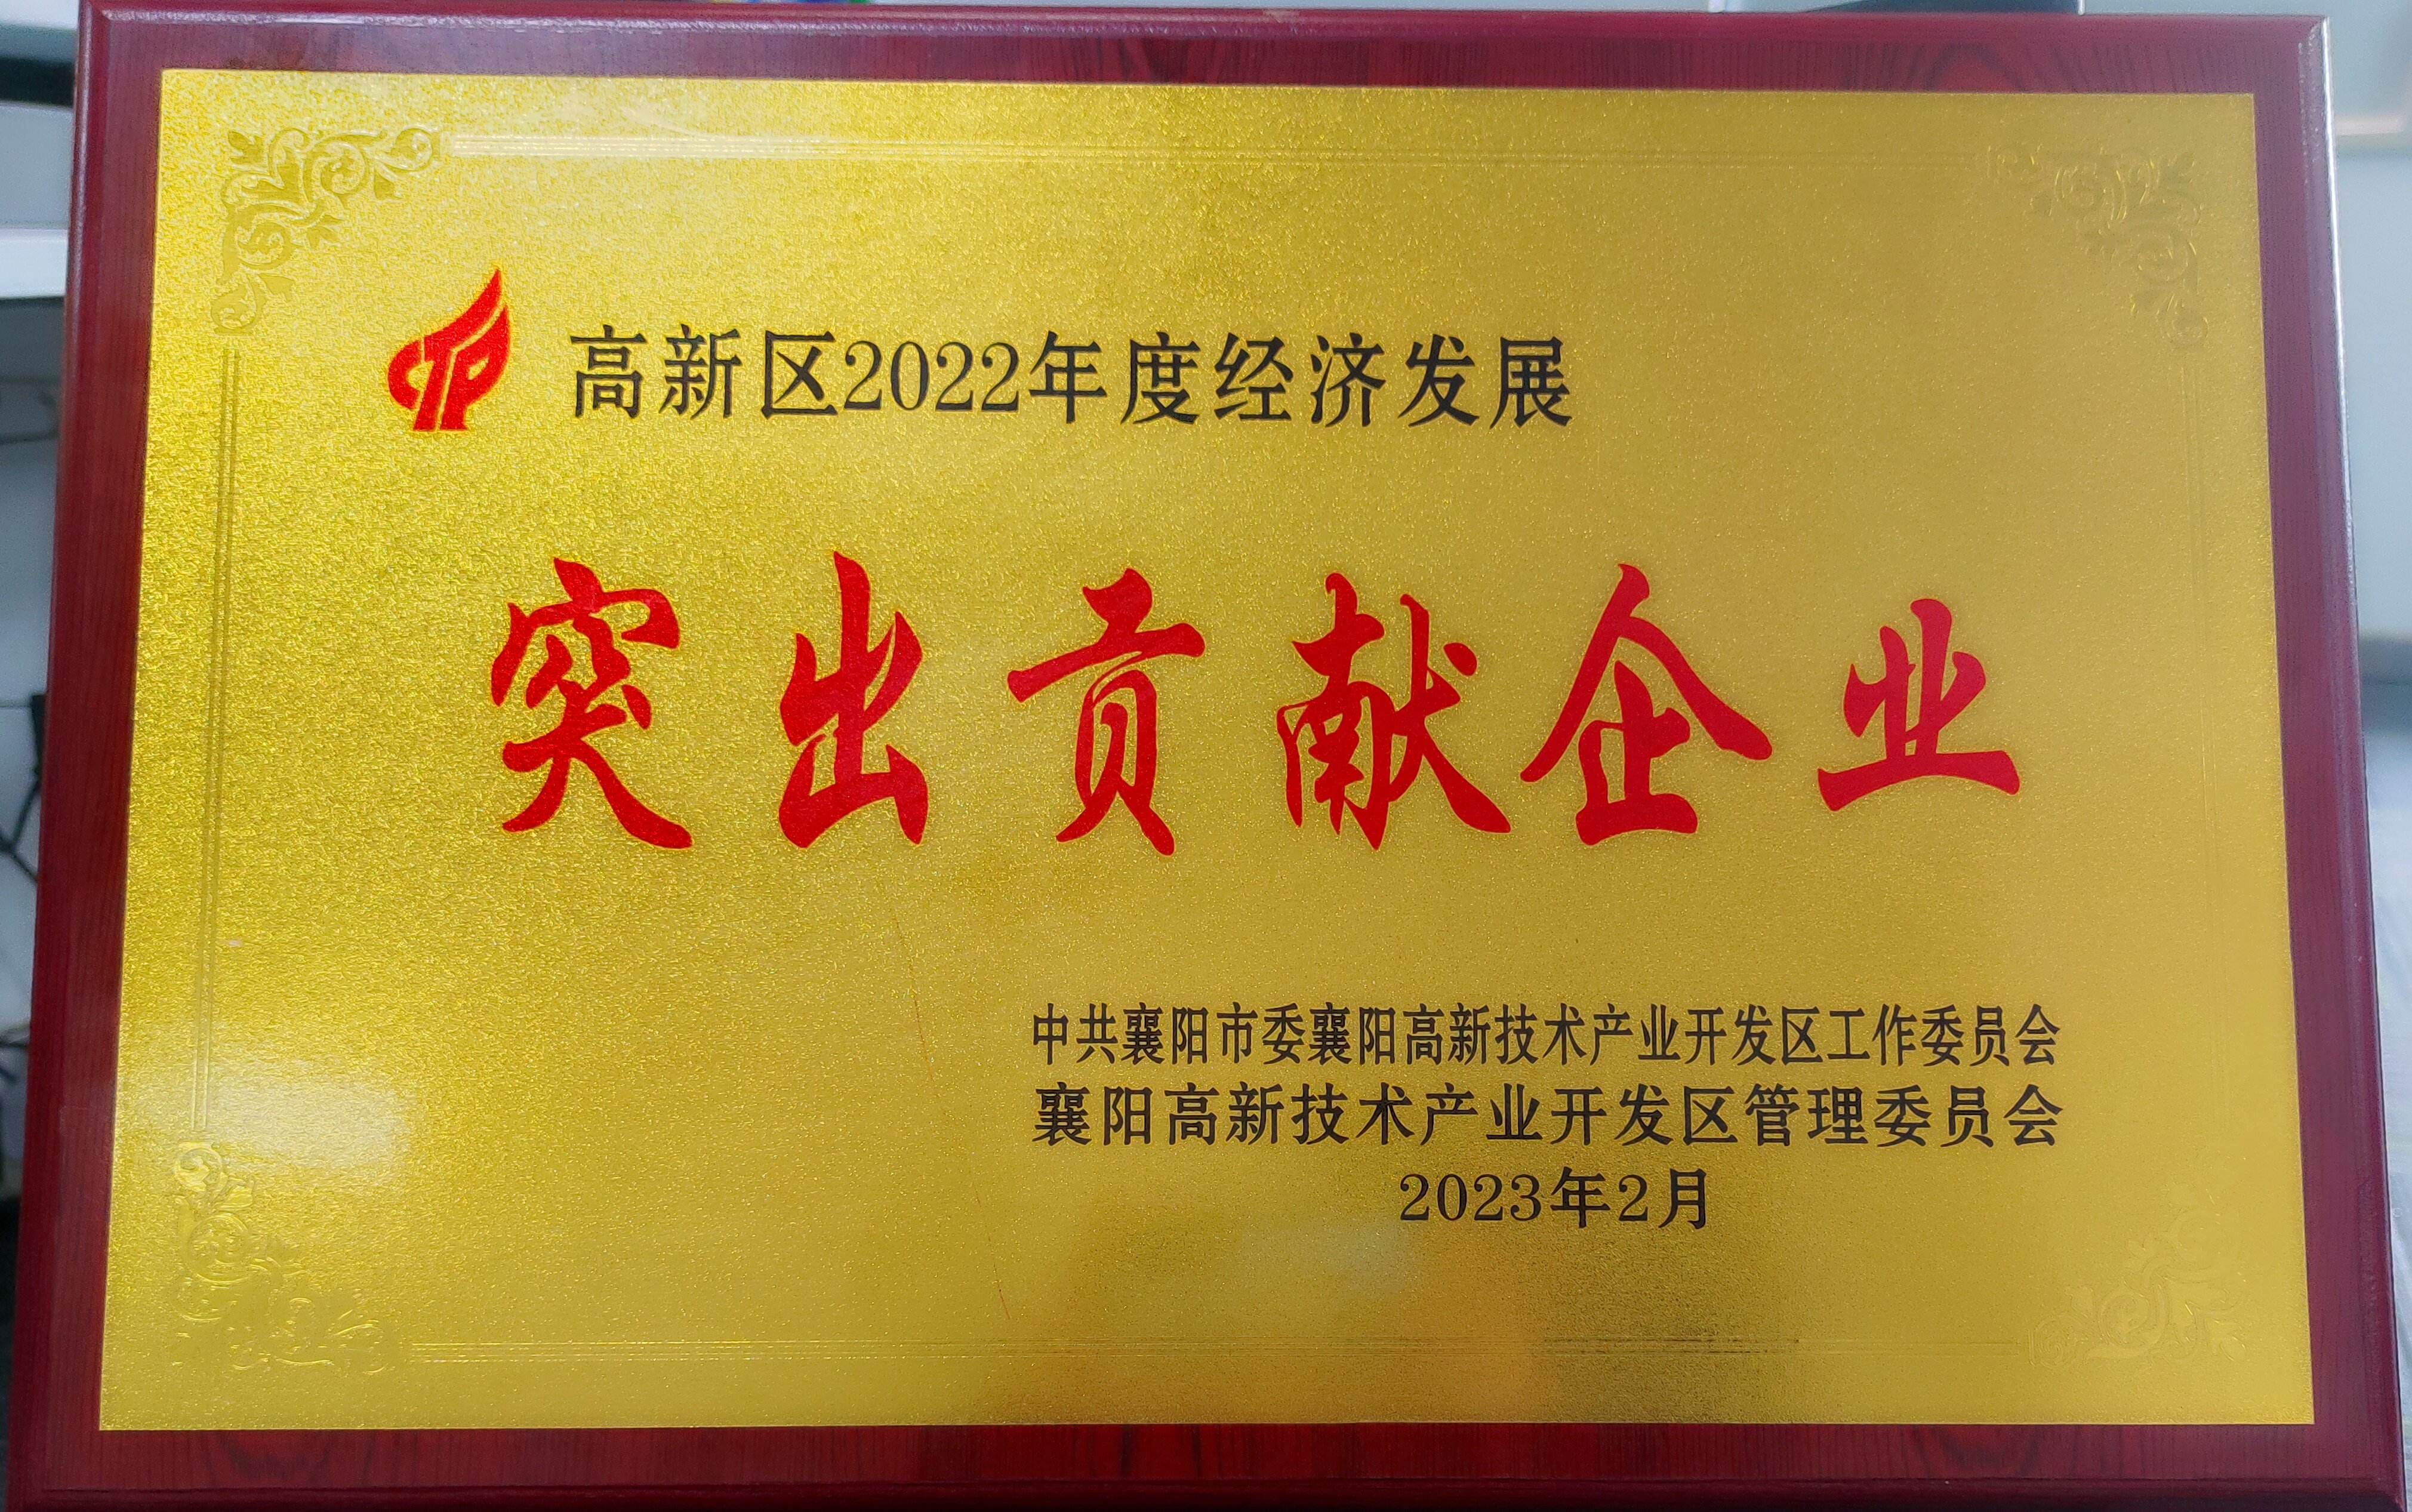 高新区2022年度经济发展
突出贡献企业
中共襄阳市委襄阳高新技术产业开发区工作委员会
襄阳高新技术产业开发区管理委员会
2023年2月